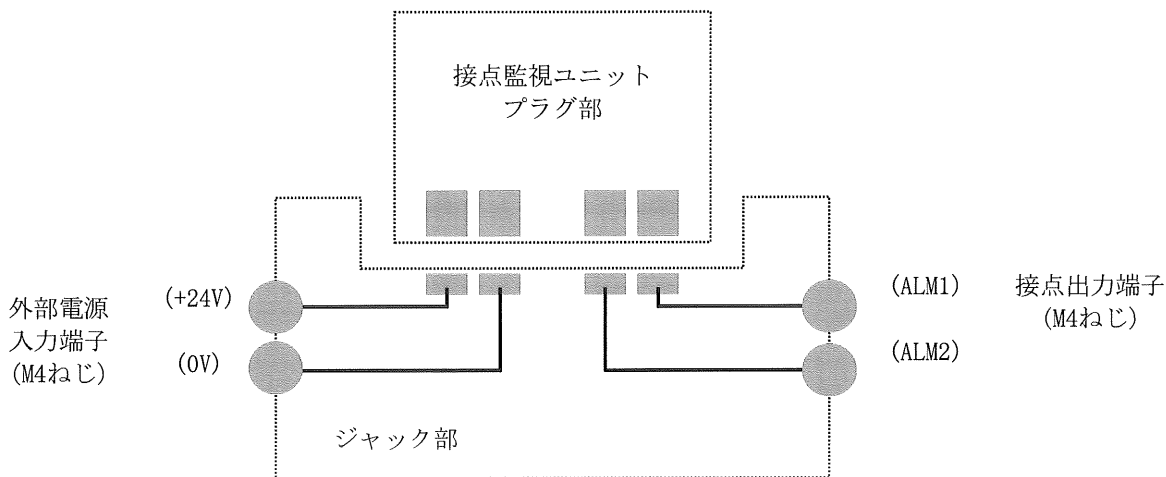 接点監視ユニット
プラグ部
外部電源
入力端子
(M4ねじ)
(+24V)
(0V)
(ALM1)
(ALM2)
接点出力端子
(M4ねじ)
ジャック部